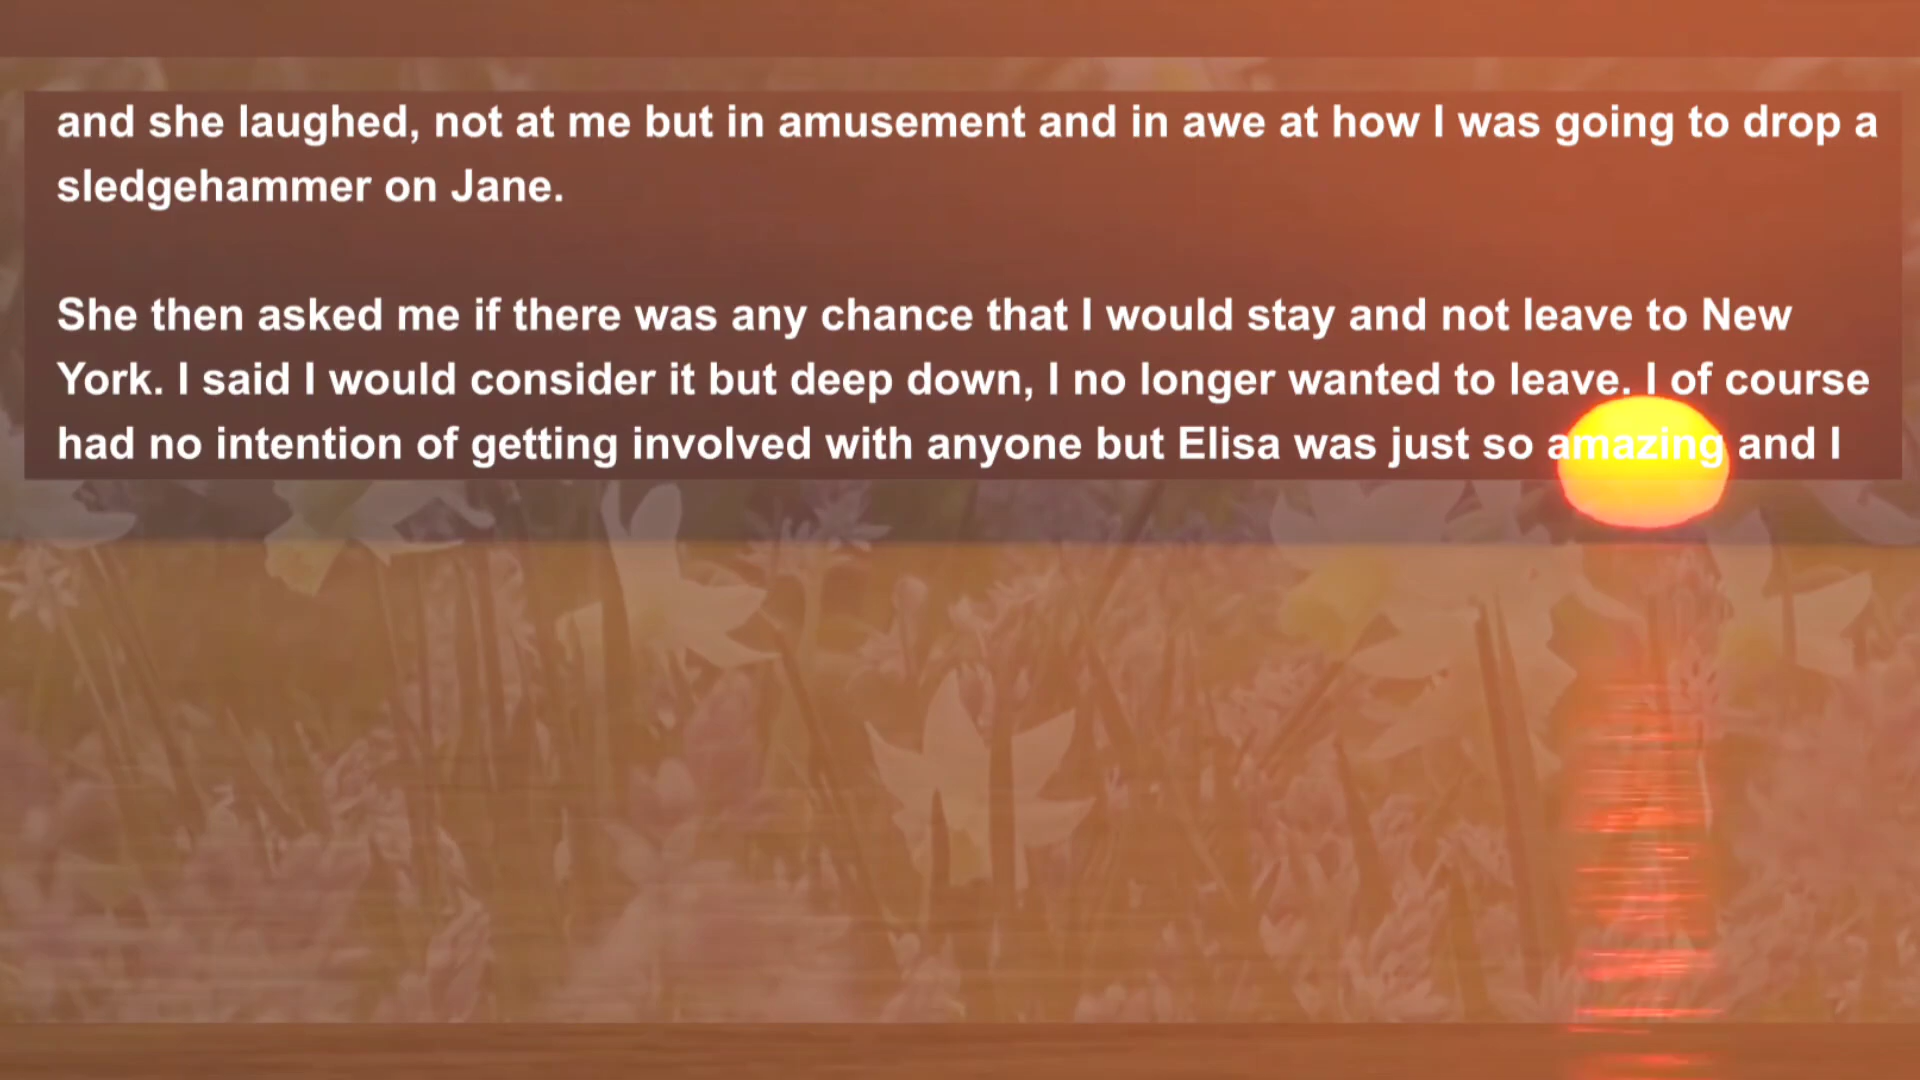 and she laughed, not at me but in amusement and in awe at how I was going to drop a
sledgehammer on Jane.
She then asked me if there was any chance that I would stay and not leave to New
York. I said I would consider it but deep down, I no longer wanted to leave. I of course
had no intention of getting involved with anyone but Elisa was just so amazing and I